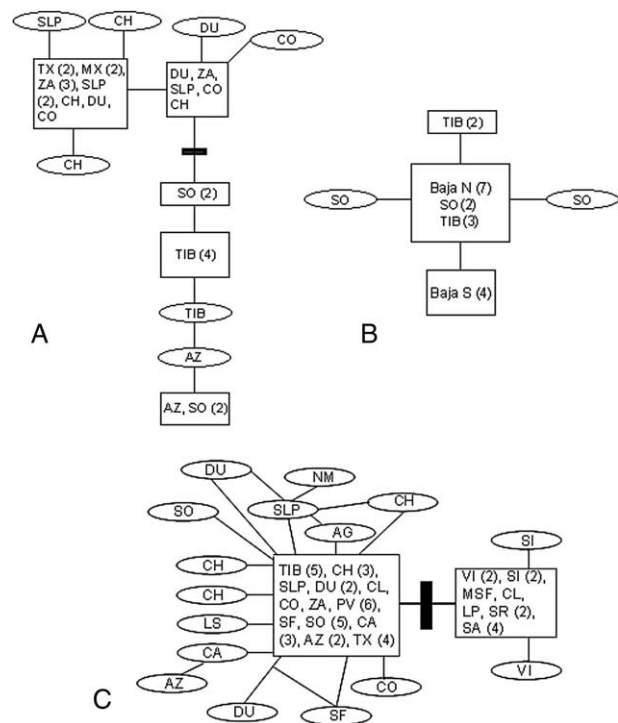 SLP
CH
DU
CO
TX (2), MX (2),
ZA (3), SLP
(2), CH, DU,
CO
DU, ZA,
SLP, CO
CH
CH
SO (2)
TIB (4)
TIB
AZ
AZ, SO (2)
A
TIB (2)
SO
Baja N (7)
SO (2)
TIB (3)
SO
Baja S (4)
B
DU
NM
SLP
CH
SO
AG
CH
CH
LS
CA
AZ
DU
SF
CO
TIB (5), CH (3),
SLP, DU (2), CL,
CO, ZA, PV (6),
SF, SO (5), CA
(3), AZ (2), TX (4)
SI
VI (2), SI (2),
MSF, CL,
LP, SR (2),
SA (4)
VI
C